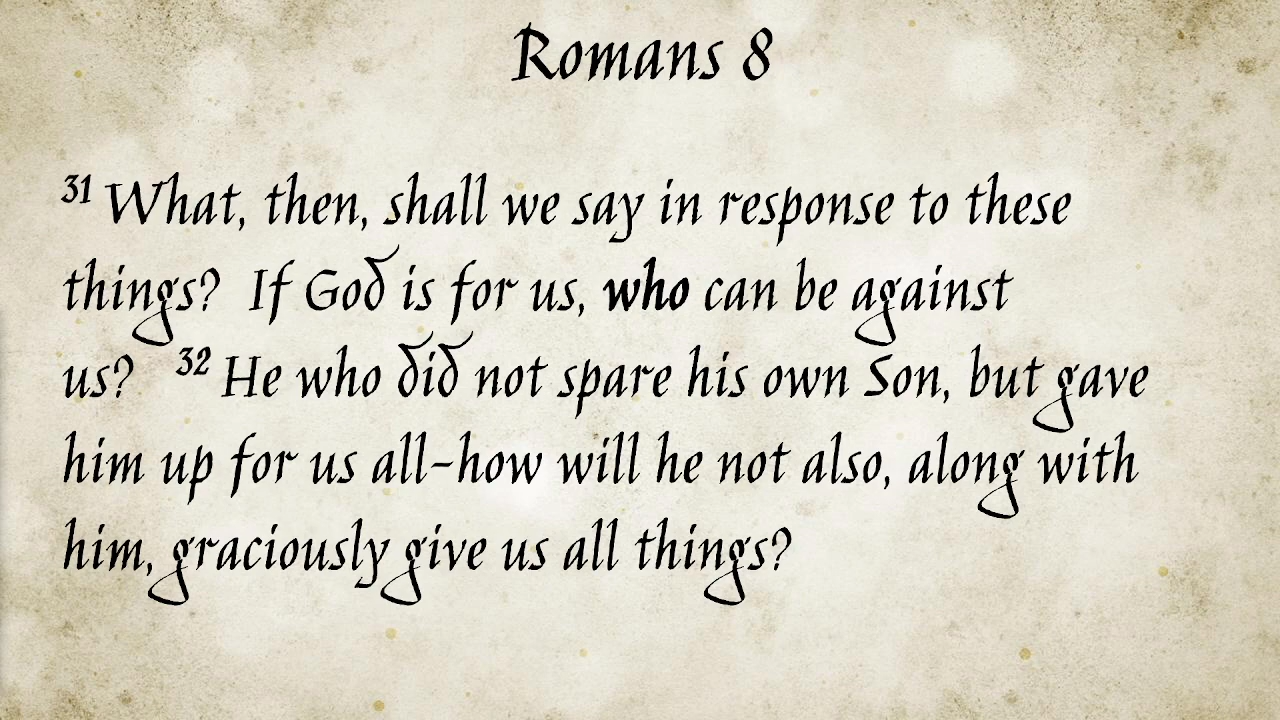 Romans 8
31 What, then, shall we say in response to these
things? If God is for us, who can be against
us? 32 He who did not spare his own Son, but gave
him up for us all–how will he not also, along with
him, graciously give us all things?